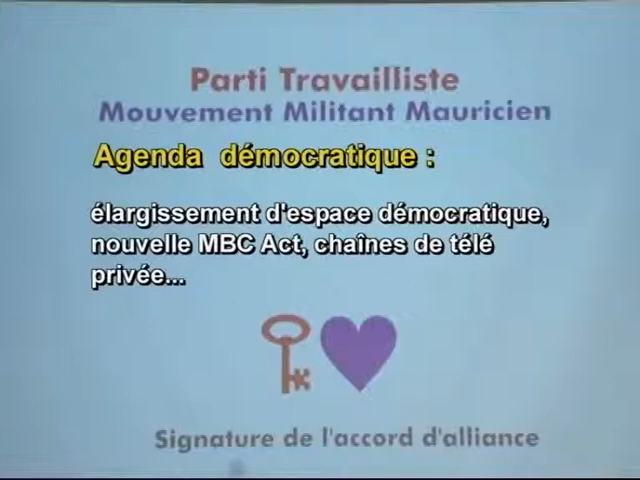 Parti Travailliste
Mouvement Militant Mauricien
Agenda démocratique :
élargissement d'espace démocratique,
nouvelle MBC Act, chaînes de télé
privée...
Signature de l'accord d'alliance